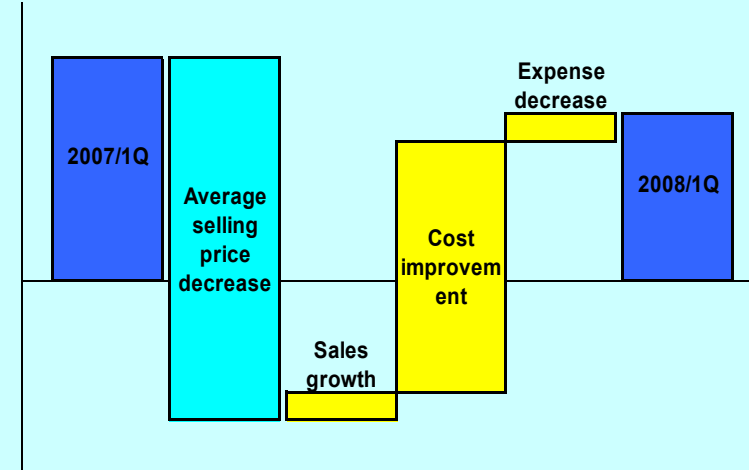 2007/1Q
Average
selling
price
decrease
Sales
growth
Cost
improvem
ent
Expense
decrease
2008/1Q